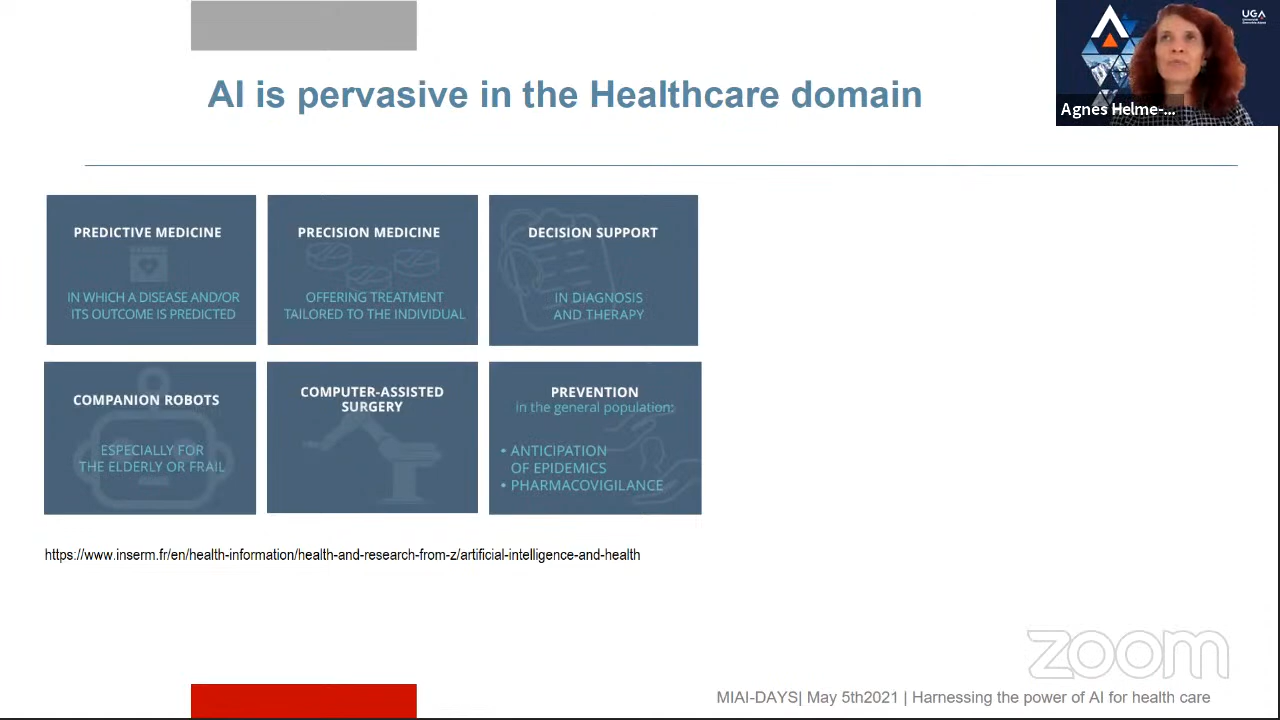 AI is pervasive in the Healthcare domain
UGA
Agnes Helme-...
PREDICTIVE MEDICINE
IN WHICH A DISEASE AND/OR
ITS OUTCOME IS PREDICTED
PRECISION MEDICINE
OFFERING TREATMENT
TAILORED TO THE INDIVIDUAL
DECISION SUPPORT
IN DIAGNOSIS
AND THERAPY
COMPANION ROBOTS
ESPECIALLY FOR
THE ELDERLY OR FRAIL
COMPUTER-ASSISTED
SURGERY
PREVENTION
in the general population:
• ANTICIPATION
OF EPIDEMICS
• PHARMACOVIGILANCE
https://www.inserm.fr/en/health-information/health-and-research-from-z/artificial-intelligence-and-health
zoom
MIAI-DAYS| May 5th2021 | Harnessing the power of AI for health care